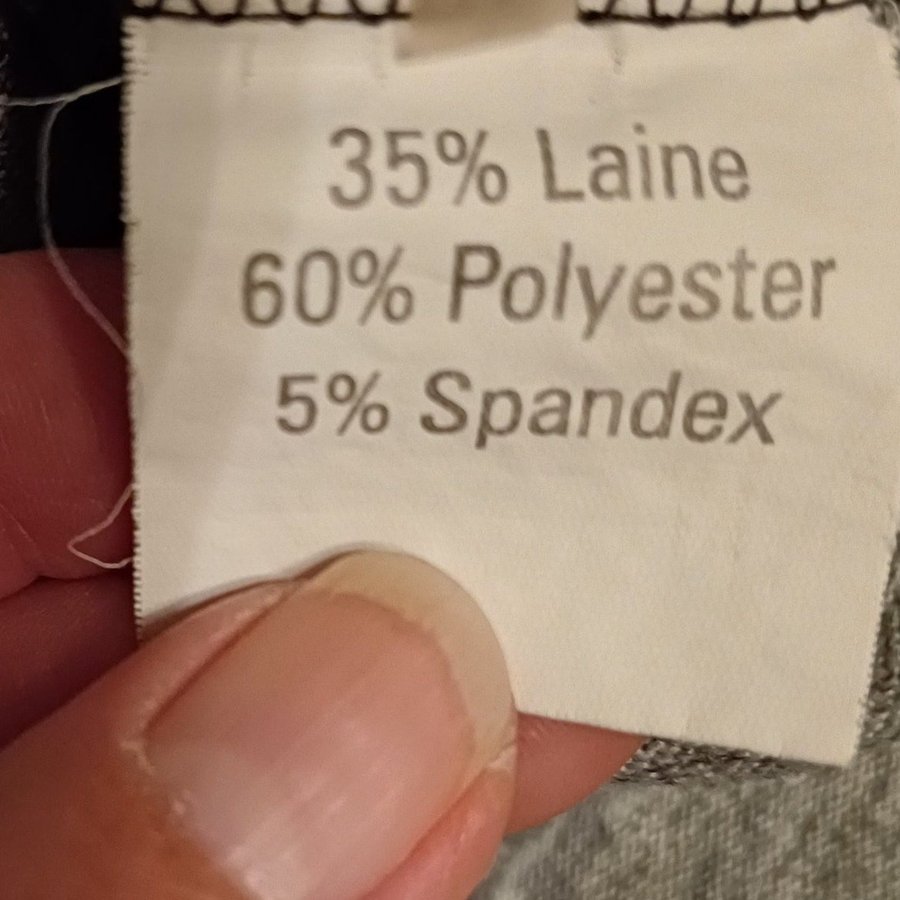 35% Laine
60% Polyester
5% Spandex